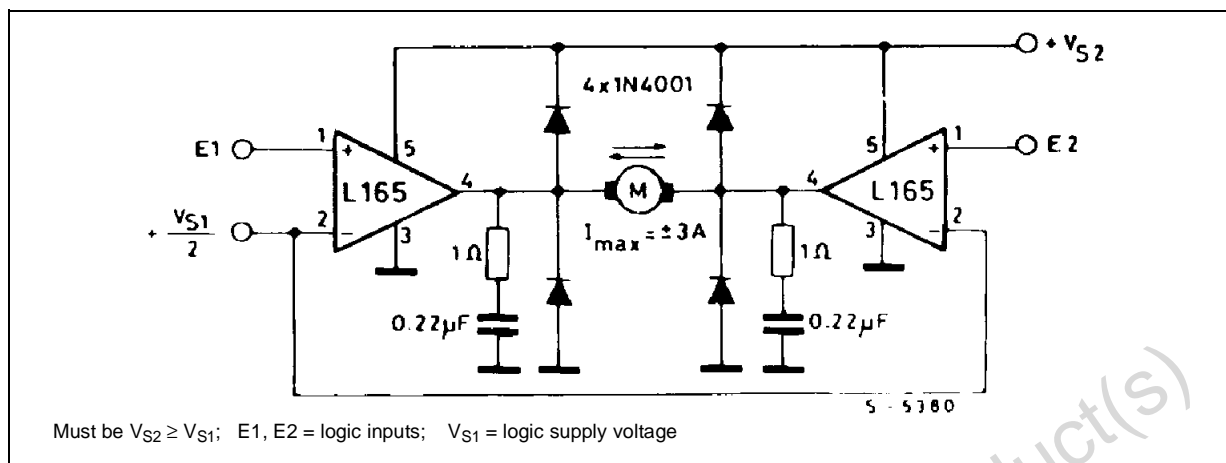 + VS2
4x1N4001
E1
1
+
5
L165
4
2
−
3
+ VS1
2
M
Imax = ±3A
1Ω
0.22μF
4
5
L165
+
1
E2
−
2
3
1Ω
0.22μF
S - 5380
Must be VS2 ≥ VS1; E1, E2 = logic inputs; VS1 = logic supply voltage
duct(s)